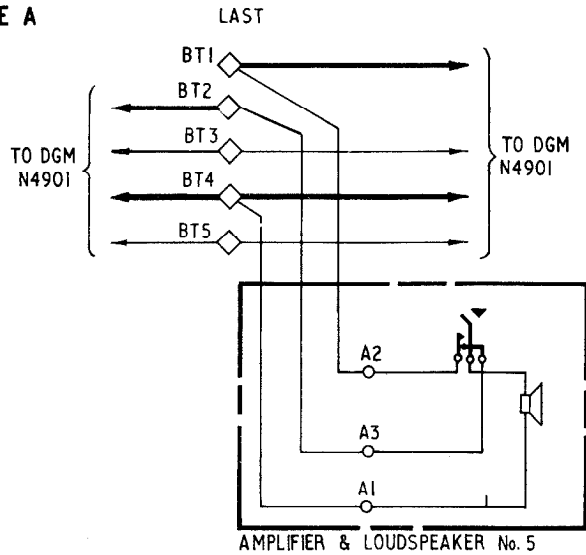 E A
LAST
BT1
BT2
BT3
TO DGM
N4901
TO DGM
N4901
BT4
BT5
A2
A3
A1
AMPLIFIER & LOUDSPEAKER No. 5